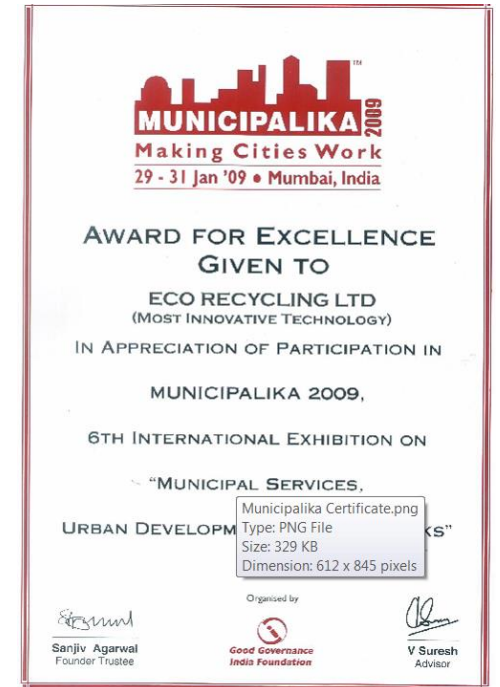 MUNICIPALIKA 2009
TM
Making Cities Work
29 - 31 Jan '09 • Mumbai, India
AWARD FOR EXCELLENCE
GIVEN TO
ECO RECYCLING LTD
(MOST INNOVATIVE TECHNOLOGY)
IN APPRECIATION OF PARTICIPATION IN
MUNICIPALIKA 2009,
6TH INTERNATIONAL EXHIBITION ON
"MUNICIPAL SERVICES,
URBAN DEVELOPM
KS"
Municipalika Certificate.png
Type: PNG File
Size: 329 KB
Dimension: 612 x 845 pixels
Organised by
Sanjiv Agarwal
Founder Trustee
Good Governance
India Foundation
V Suresh
Advisor